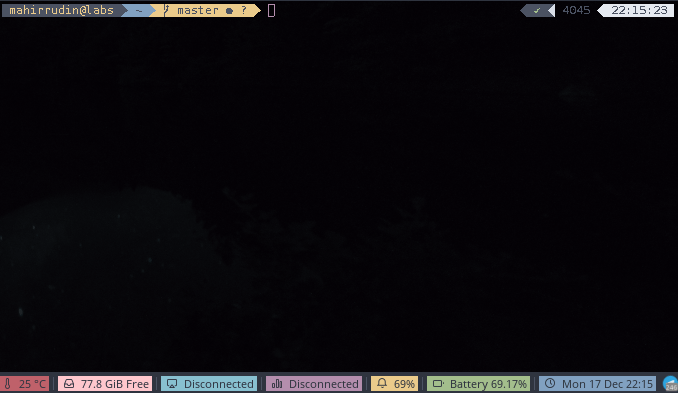 mahirrudin@labs ~ master ● ? ✓ 4045 22:15:23
25 °C 77.8 GiB Free Disconnected Disconnected 69% Battery 69.17% Mon 17 Dec 22:15